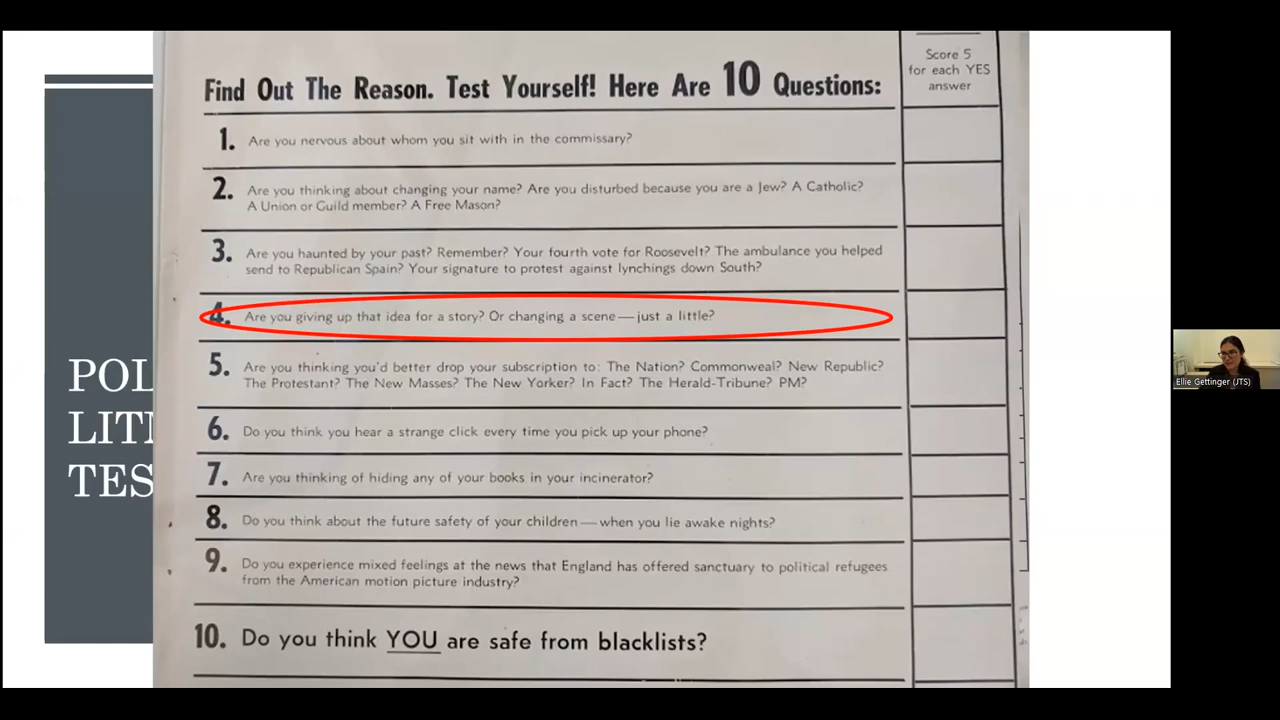 Find Out The Reason. Test Yourself! Here Are 10 Questions:
Score 5
for each YES
answer
1. Are you nervous about whom you sit with in the commissary?
2. Are you thinking about changing your name? Are you disturbed because you are a Jew? A Catholic?
A Union or Guild member? A Free Mason?
3. Are you haunted by your past? Remember? Your fourth vote for Roosevelt? The ambulance you helped
send to Republican Spain? Your signature to protest against lynchings down South?
4. Are you giving up that idea for a story? Or changing a scene—just a little?
5. Are you thinking you'd better drop your subscription to: The Nation? Commonweal? New Republic?
The Protestant? The New Masses? The New Yorker? In Fact? The Herald-Tribune? PM?
6. Do you think you hear a strange click every time you pick up your phone?
7. Are you thinking of hiding any of your books in your incinerator?
8. Do you think about the future safety of your children—when you lie awake nights?
9. Do you experience mixed feelings at the news that England has offered sanctuary to political refugees
from the American motion picture industry?
10. Do you think YOU are safe from blacklists?
POL
LIT
TES
Ellie Gettinger (JTS)